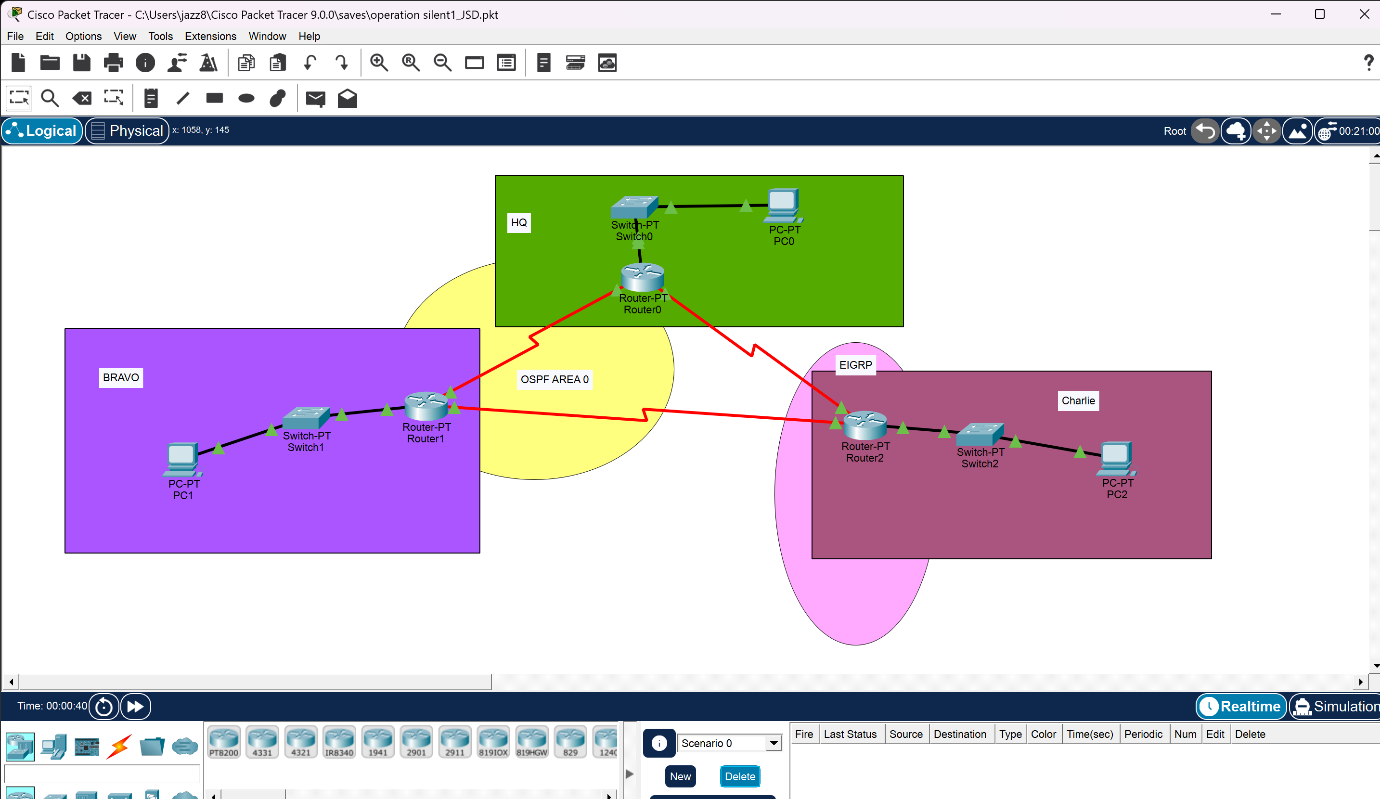 Cisco Packet Tracer - C:\Users\jazz8\Cisco Packet Tracer 9.0.0\saves\operation silent1_JSD.pkt
File Edit Options View Tools Extensions Window Help
?
Logical Physical x: 1058, y: 145 Root 00:21:00
HQ
Switch-PT
Switch0
PC-PT
PC0
Router-PT
Router0
EIGRP
BRAVO
OSPF AREA 0
Charlie
Router-PT
Router1
Switch-PT
Switch1
Router-PT
Router2
Switch-PT
Switch2
PC-PT
PC1
PC-PT
PC2
Time: 00:00:40 Realtime Simulation
PT8200 4331 4321 IR8340 1941 2901 2911 819IOX 819HGW 829 1240
Scenario 0
New Delete
Fire Last Status Source Destination Type Color Time(sec) Periodic Num Edit Delete